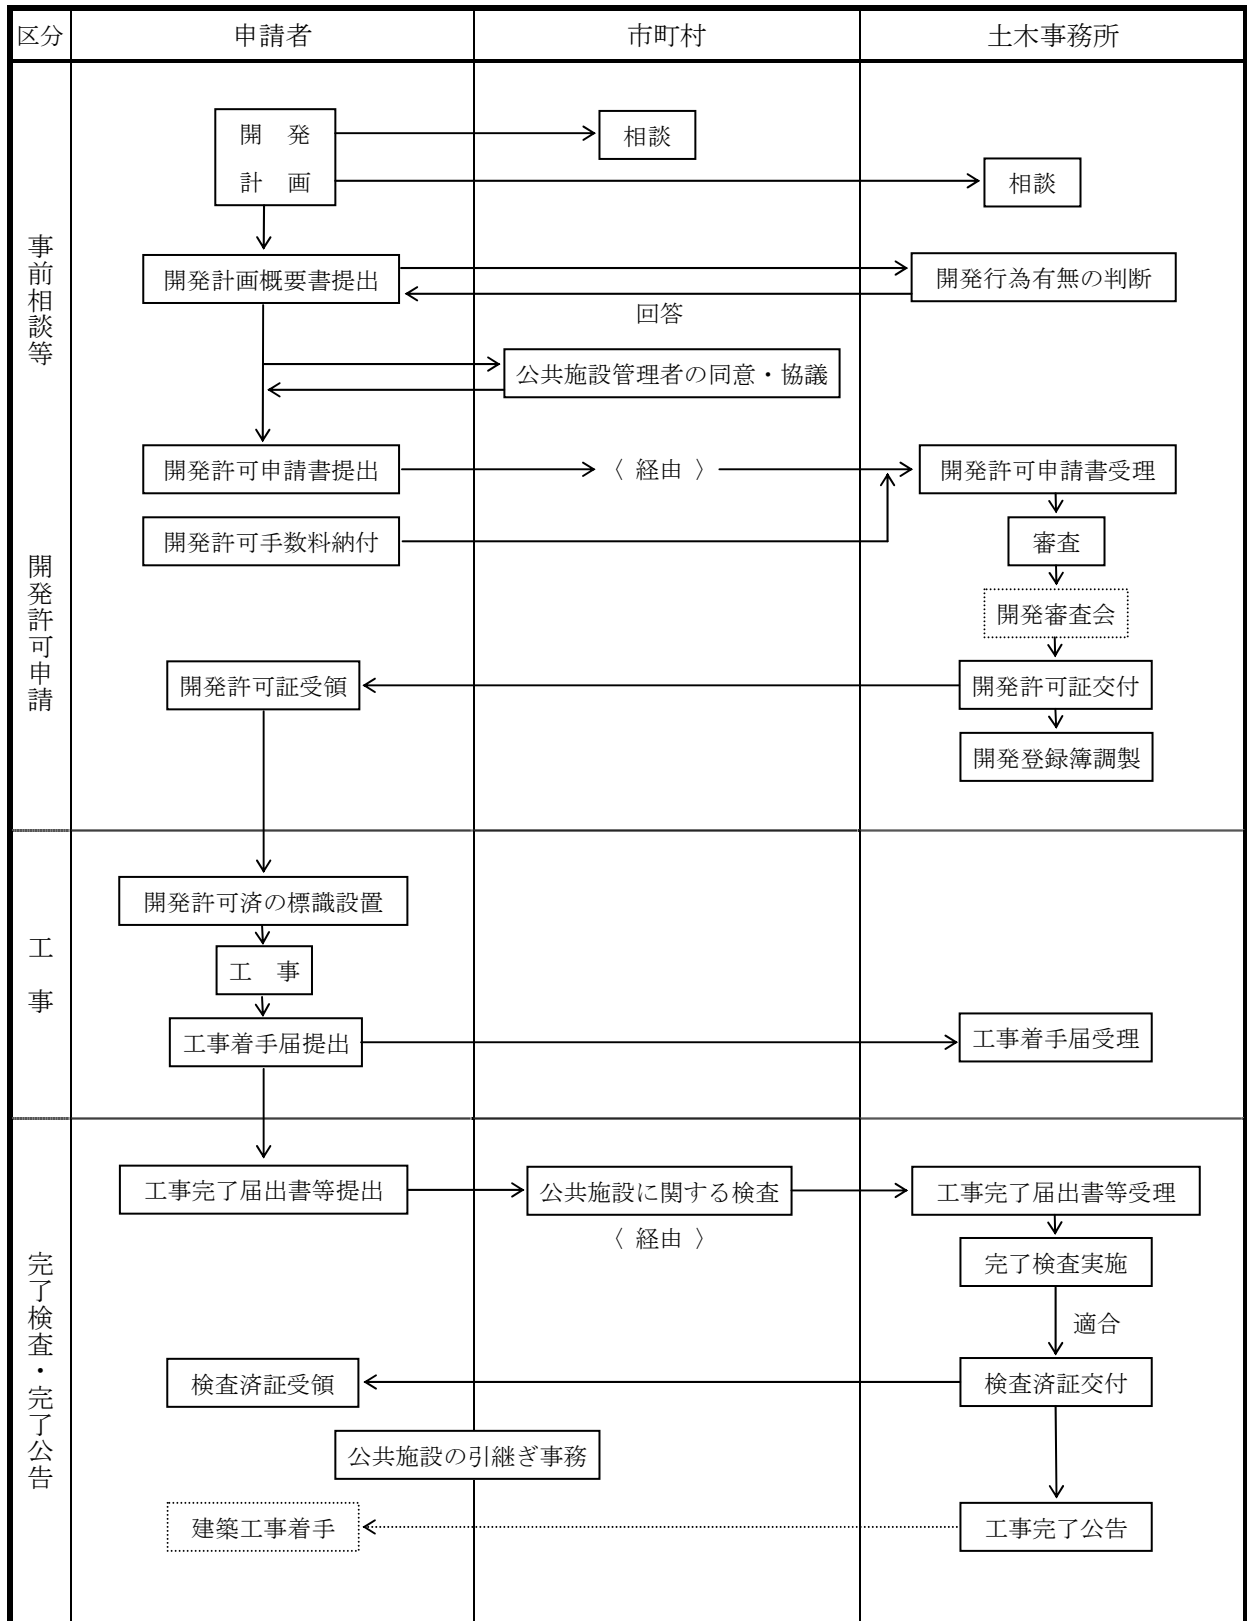 区分
申請者
市町村
土木事務所
事前相談等
開　発
計　画
相談
相談
開発計画概要書提出
開発行為有無の判断
回答
公共施設管理者の同意・協議
開発許可申請
開発許可申請書提出
〈 経由 〉
開発許可申請書受理
開発許可手数料納付
審査
開発審査会
開発許可証受領
開発許可証交付
開発登録簿調製
工　事
開発許可済の標識設置
工　事
工事着手届提出
工事着手届受理
完了検査・完了公告
工事完了届出書等提出
公共施設に関する検査
工事完了届出書等受理
〈 経由 〉
完了検査実施
適合
検査済証受領
検査済証交付
公共施設の引継ぎ事務
建築工事着手
工事完了公告